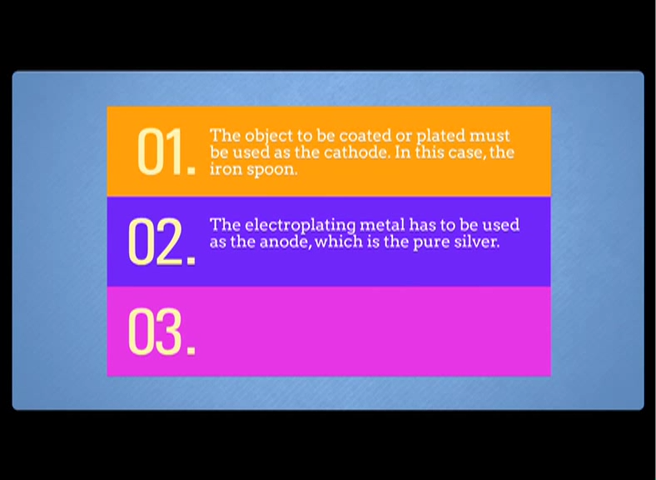 01.
The object to be coated or plated must
be used as the cathode. In this case, the
iron spoon.
02.
The electroplating metal has to be used
as the anode, which is the pure silver.
03.